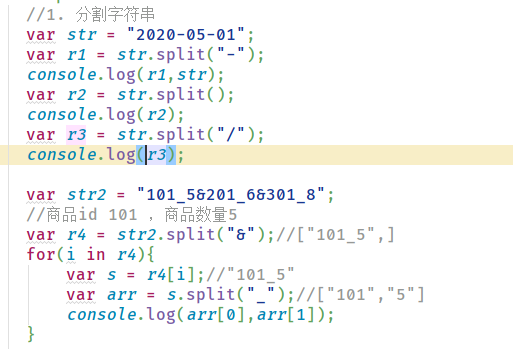 //1. 分割字符串
var str = "2020-05-01";
var r1 = str.split("-");
console.log(r1,str);
var r2 = str.split();
console.log(r2);
var r3 = str.split("/");
console.log(r3);
var str2 = "101_5&201_6&301_8";
//商品id 101 ，商品数量5
var r4 = str2.split("&");//["101_5",]
for(i in r4){
var s = r4[i];//"101_5"
var arr = s.split("_");//["101","5"]
console.log(arr[0],arr[1]);
}